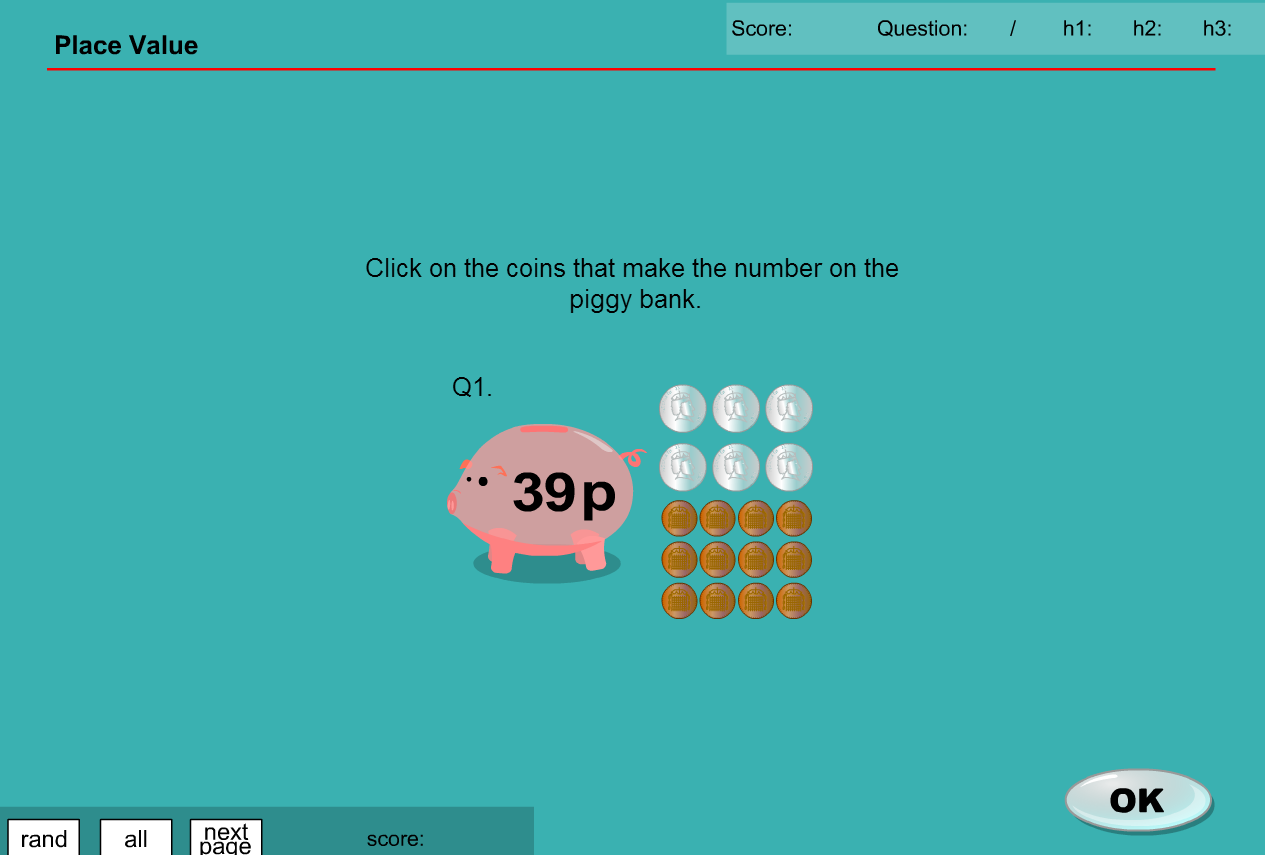 Place Value
Score: Question: / h1: h2: h3:
Click on the coins that make the number on the
piggy bank.
Q1.
39p
OK
rand
all
next
page
score: